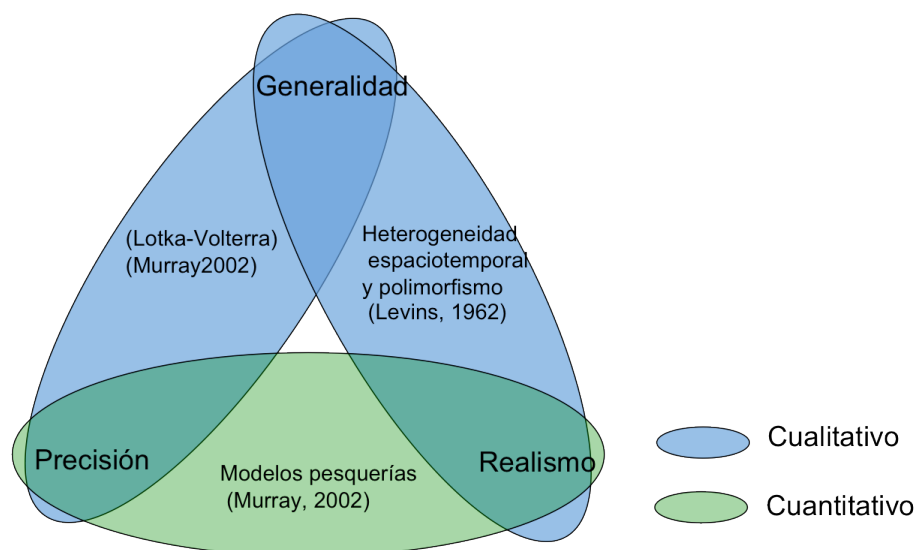 Generalidad
(Lotka-Volterra)
(Murray2002)
Heterogeneidad
espaciotemporal
y polimorfismo
(Levins, 1962)
Precisión
Modelos pesquerías
(Murray, 2002)
Realismo
Cualitativo
Cuantitativo